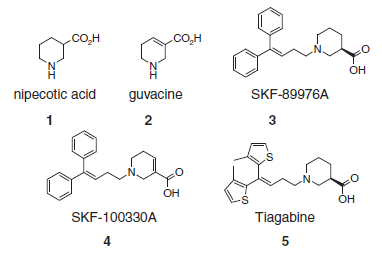 CO₂H
N
H
nipecotic acid
1
CO₂H
N
H
guvacine
2
N
O
OH
SKF-89976A
3
N
O
OH
SKF-100330A
4
S
S
N
O
OH
Tiagabine
5